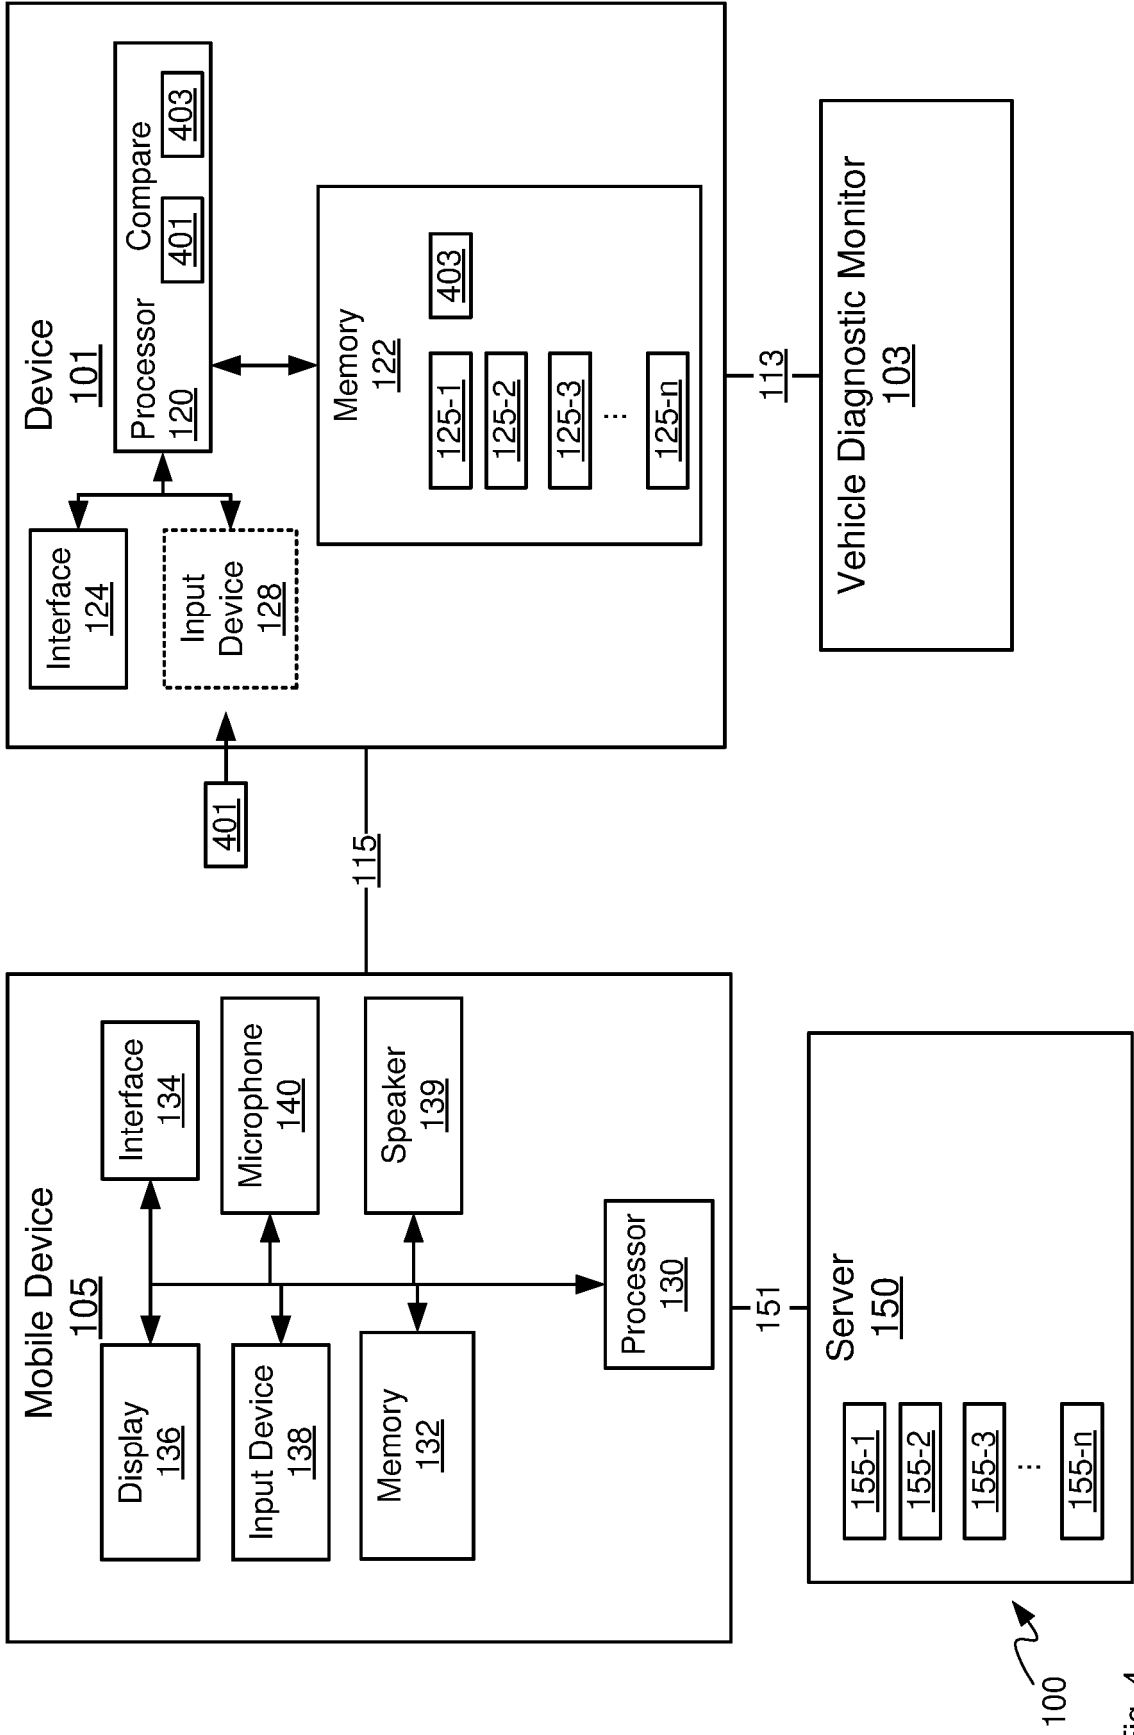 Mobile Device
105
Display
136
Interface
134
Input Device
138
Microphone
140
Memory
132
Speaker
139
Processor
130
151
Server
150
155-1
155-2
155-3
...
155-n
401
115
Device
101
Interface
124
Input
Device
128
Processor
120
Compare
401
403
Memory
122
125-1
125-2
125-3
...
125-n
403
113
Vehicle Diagnostic Monitor
103
100
Fig. 4